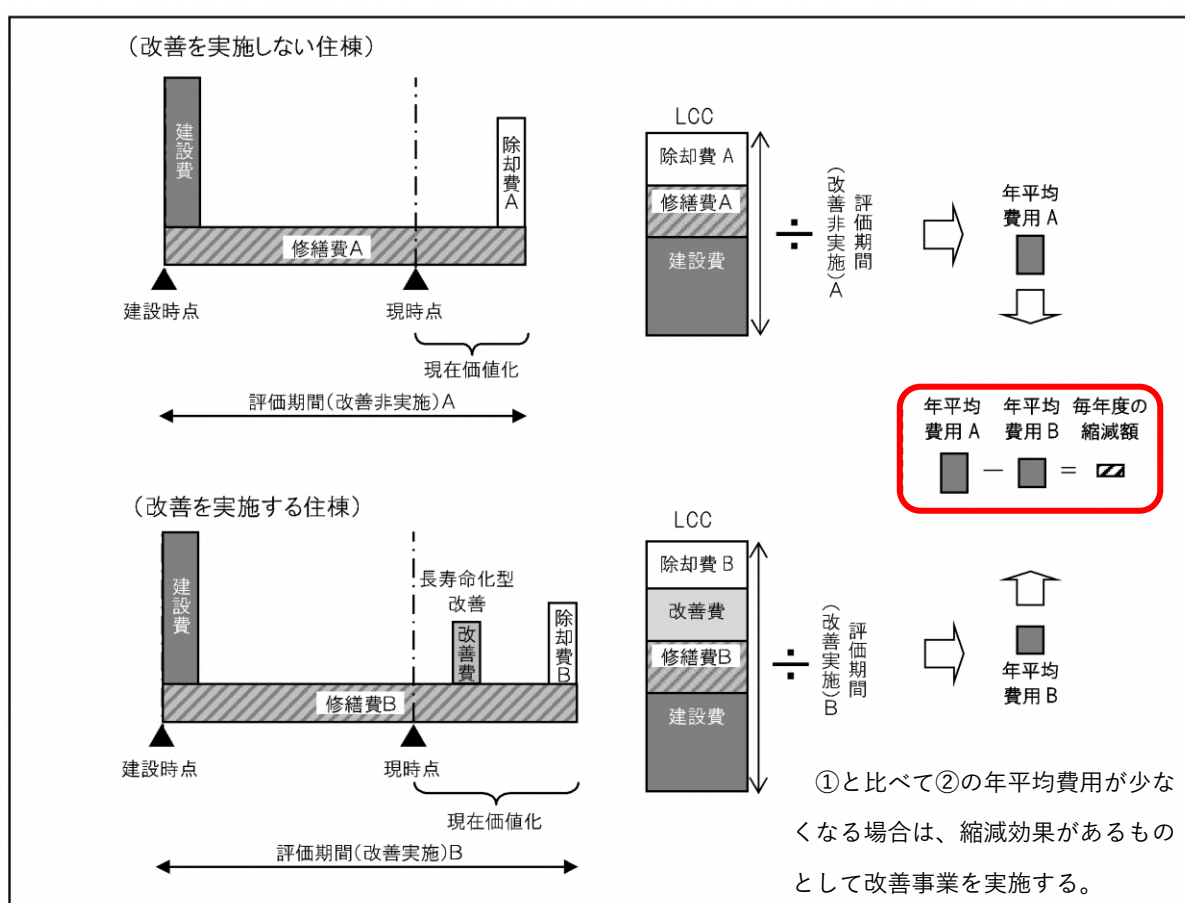 （改善を実施しない住棟）
建設費
除却費A
修繕費A
建設時点
現時点
現在価値化
評価期間（改善非実施）A
LCC
除却費 A
修繕費A
建設費
÷
評価期間
（改善非実施）A
年平均
費用 A
年平均 年平均 毎年度の
費用 A 費用 B 縮減額
－ ＝
（改善を実施する住棟）
建設費
長寿命化型
改善
改善費
除却費B
修繕費B
建設時点
現時点
現在価値化
評価期間（改善実施）B
LCC
除却費 B
改善費
修繕費B
建設費
÷
評価期間
（改善実施）B
年平均
費用 B
①と比べて②の年平均費用が少な
くなる場合は、縮減効果があるもの
として改善事業を実施する。